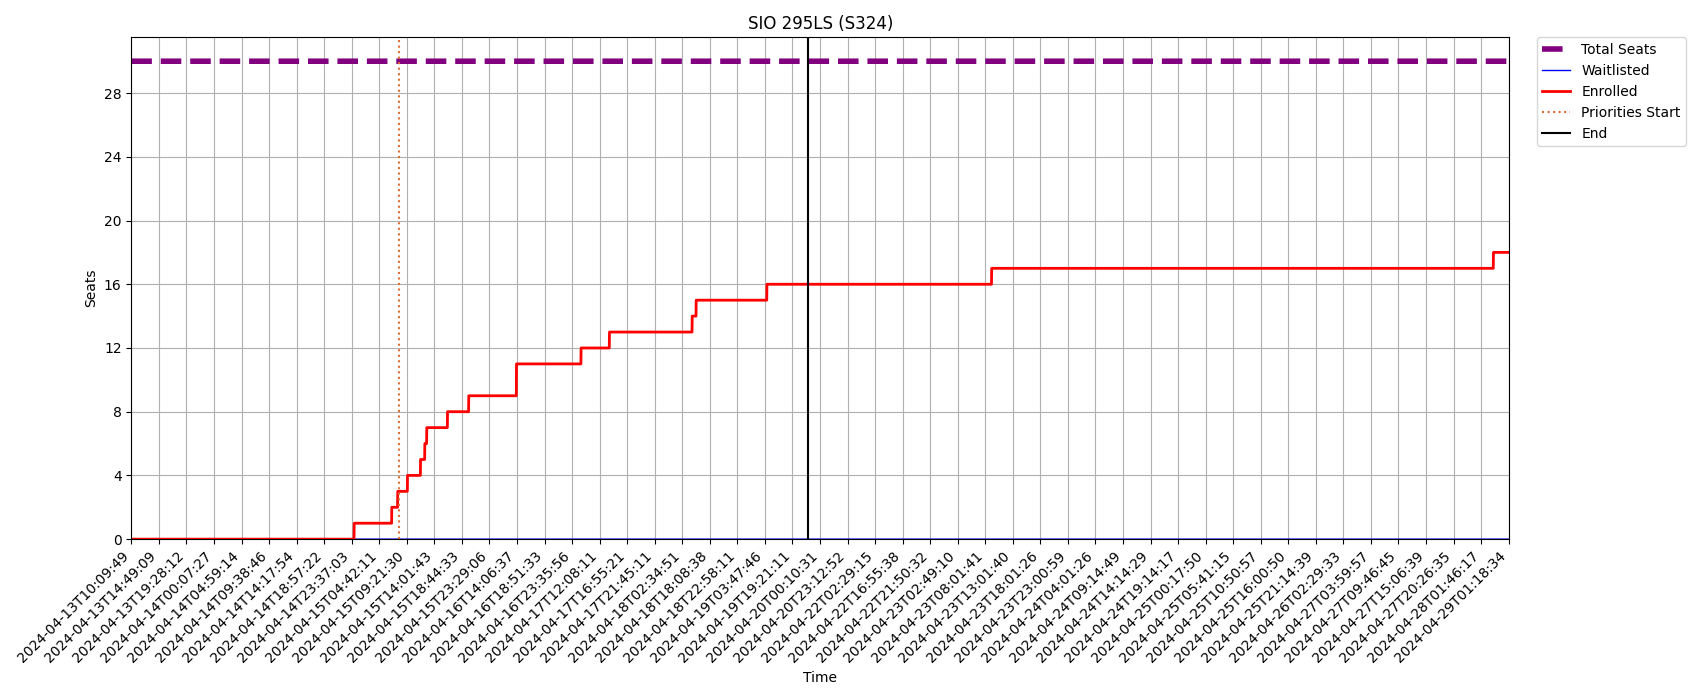 SIO 295LS (S324)
Total Seats
Waitlisted
Enrolled
Priorities Start
End
Seats
28
24
20
16
12
8
4
0
2024-04-13T10:09:49
2024-04-13T14:49:09
2024-04-13T19:28:12
2024-04-14T00:07:27
2024-04-14T04:59:14
2024-04-14T09:38:46
2024-04-14T14:17:54
2024-04-14T18:57:22
2024-04-14T23:37:03
2024-04-15T04:42:11
2024-04-15T09:21:30
2024-04-15T14:01:43
2024-04-15T18:44:33
2024-04-15T23:29:06
2024-04-16T14:06:37
2024-04-16T18:51:33
2024-04-16T23:35:56
2024-04-17T12:08:11
2024-04-17T16:55:21
2024-04-17T21:45:11
2024-04-18T02:34:51
2024-04-18T18:08:38
2024-04-18T22:58:11
2024-04-19T03:47:46
2024-04-19T19:21:11
2024-04-20T00:10:31
2024-04-20T23:12:52
2024-04-22T02:29:15
2024-04-22T16:55:38
2024-04-22T21:50:32
2024-04-23T02:49:10
2024-04-23T08:01:41
2024-04-23T13:01:40
2024-04-23T18:01:26
2024-04-23T23:00:59
2024-04-24T04:01:26
2024-04-24T09:14:49
2024-04-24T14:14:29
2024-04-24T19:14:17
2024-04-25T00:17:50
2024-04-25T05:41:15
2024-04-25T10:50:57
2024-04-25T16:00:50
2024-04-25T21:14:39
2024-04-26T02:29:33
2024-04-27T03:59:57
2024-04-27T09:46:45
2024-04-27T15:06:39
2024-04-27T20:26:35
2024-04-28T01:46:17
2024-04-29T01:18:34
Time